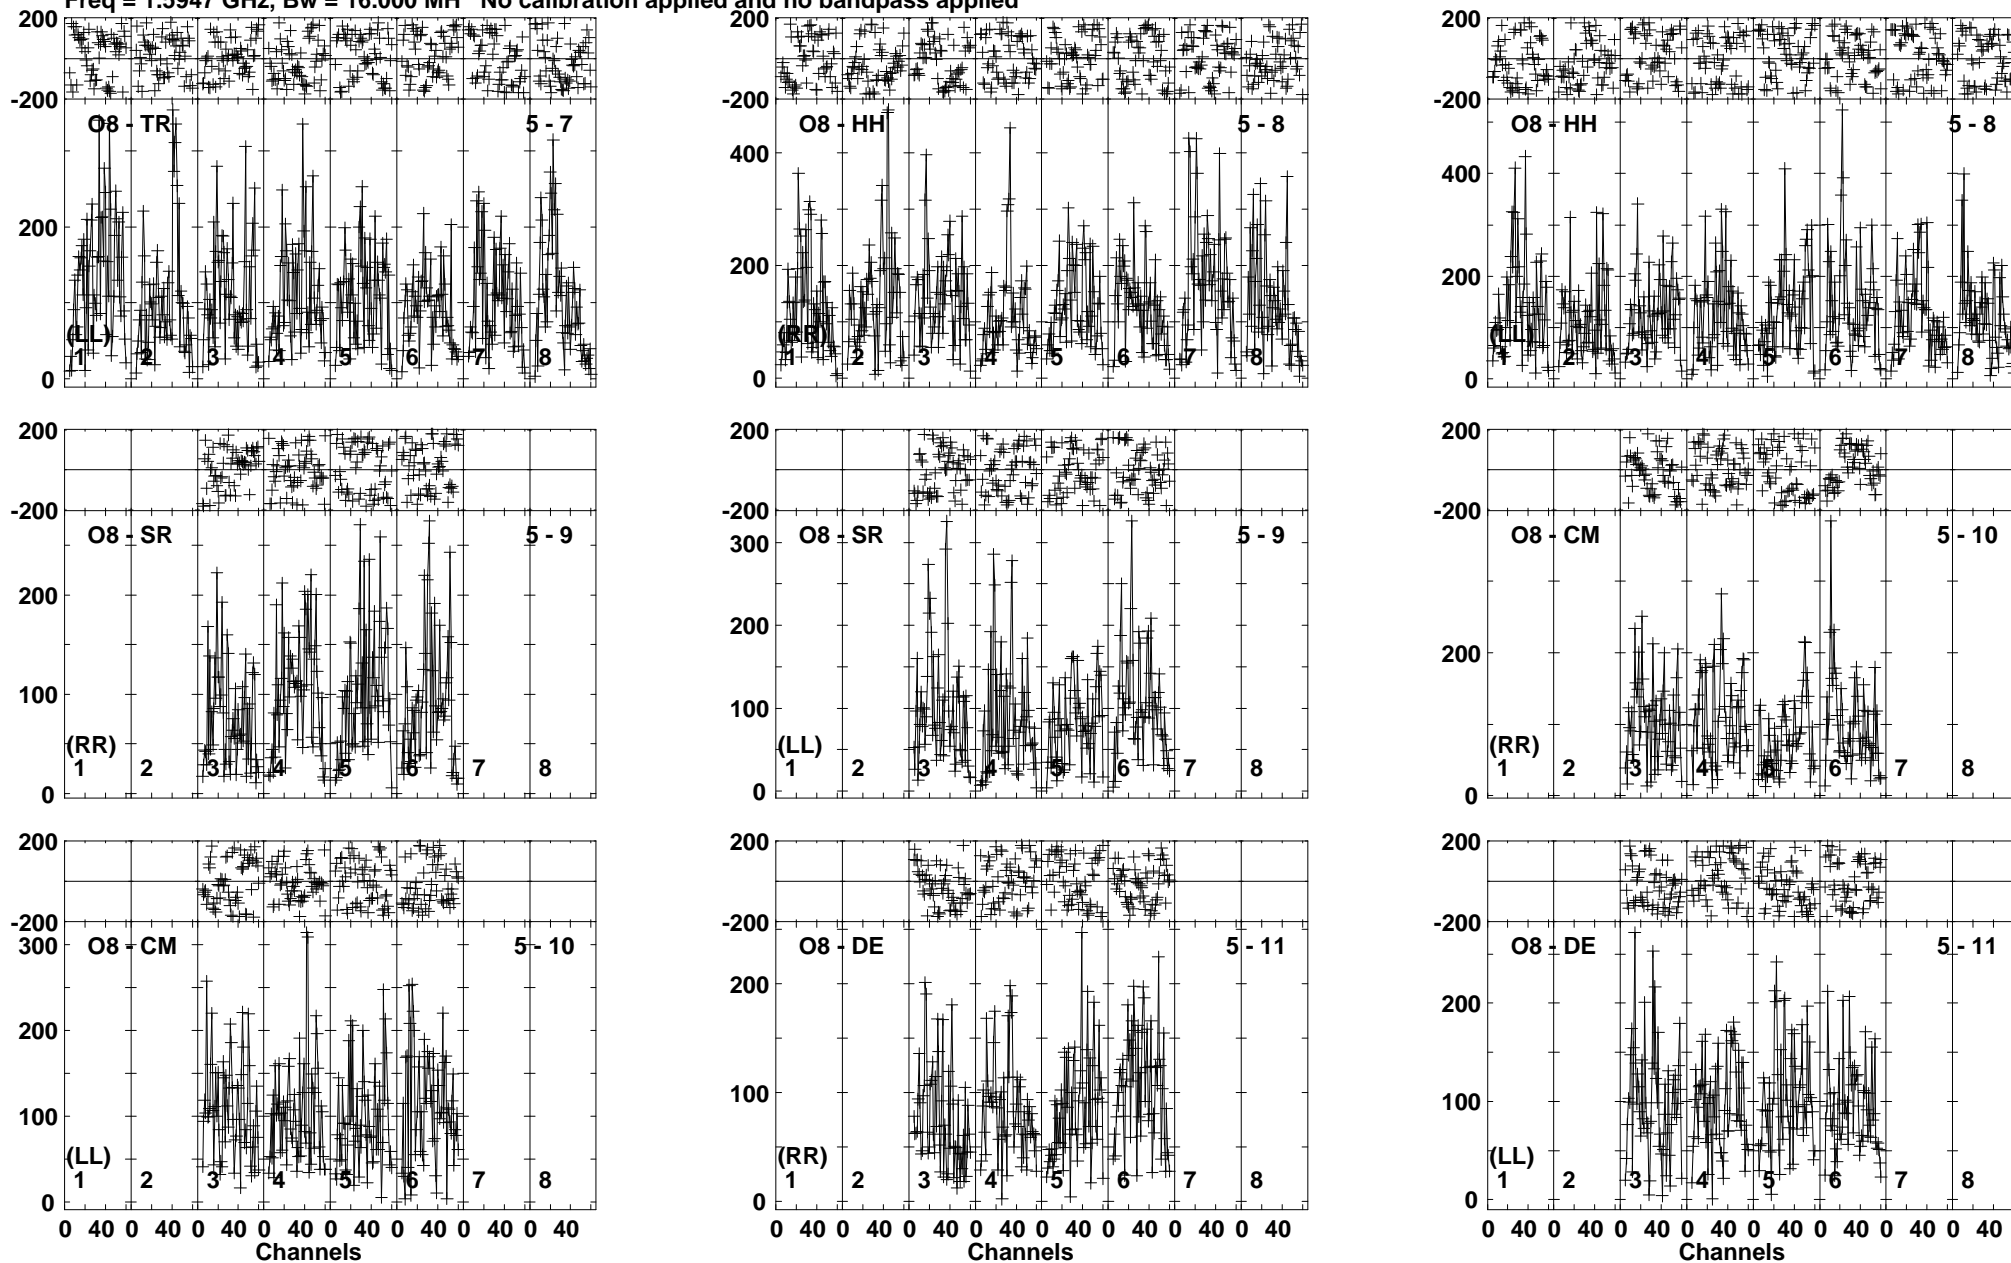 Freq = 1.5947 GHz, Bw = 16.000 MH No calibration applied and no bandpass applied
200 200 200
-200 -200 -200
O8 - TR 5 - 7 O8 - HH 5 - 8 O8 - HH 5 - 8
400 400
200 200 200
(LL) (RR) (LL)
1 2 3 4 5 6 7 8 1 2 3 4 5 6 7 8 1 2 3 4 5 6 7 8
0 0 0
200 200 200
-200 -200 -200
O8 - SR 5 - 9 O8 - SR 5 - 9 O8 - CM 5 - 10
300
200 200 200
100 100
(RR) (LL) (RR)
1 2 3 4 5 6 7 8 1 2 3 4 5 6 7 8 1 2 3 4 5 6 7 8
0 0 0
200 200 200
-200 -200 -200
O8 - CM 5 - 10 O8 - DE 5 - 11 O8 - DE 5 - 11
300
200 200 200
100 100 100
(LL) (RR) (LL)
1 2 3 4 5 6 7 8 1 2 3 4 5 6 7 8 1 2 3 4 5 6 7 8
0 0 0
0 40 0 40 0 40 0 40 0 40 0 40 0 40 0 40 0 40 0 40 0 40 0 40 0 40 0 40 0 40 0 40 0 40 0 40 0 40 0 40 0 40 0 40 0 40 0 40
Channels Channels Channels